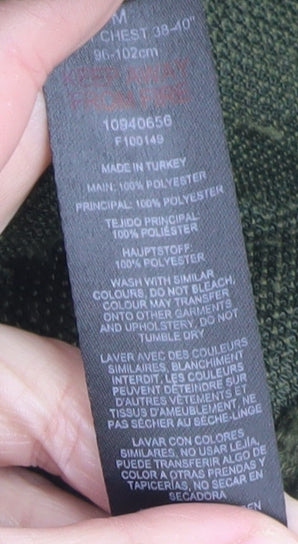 M
CHEST 38-40"
96-102cm
KEEP AWAY
FROM FIRE
10940656
F100149
MADE IN TURKEY
MAIN: 100% POLYESTER
PRINCIPAL: 100% POLYESTER
TEJIDO PRINCIPAL
100% POLIÉSTER
HAUPTSTOFF:
100% POLYESTER
WASH WITH SIMILAR
COLOURS, DO NOT BLEACH,
COLOUR MAY TRANSFER
ONTO OTHER GARMENTS
AND UPHOLSTERY, DO NOT
TUMBLE DRY
LAVER AVEC DES COULEURS
SIMILAIRES, BLANCHIMENT
INTERDIT, LES COULEURS
PEUVENT DÉTEINDRE SUR
D'AUTRES VÊTEMENTS ET
TISSUS D'AMEUBLEMENT, NE
PAS SÉCHER AU SÈCHE-LINGE
LAVAR CON COLORES
SIMILARES, NO USAR LEJÍA,
PUEDE TRANSFERIR ALGO DE
COLOR A OTRAS PRENDAS Y
TAPICERÍAS, NO SECAR EN
SECADORA